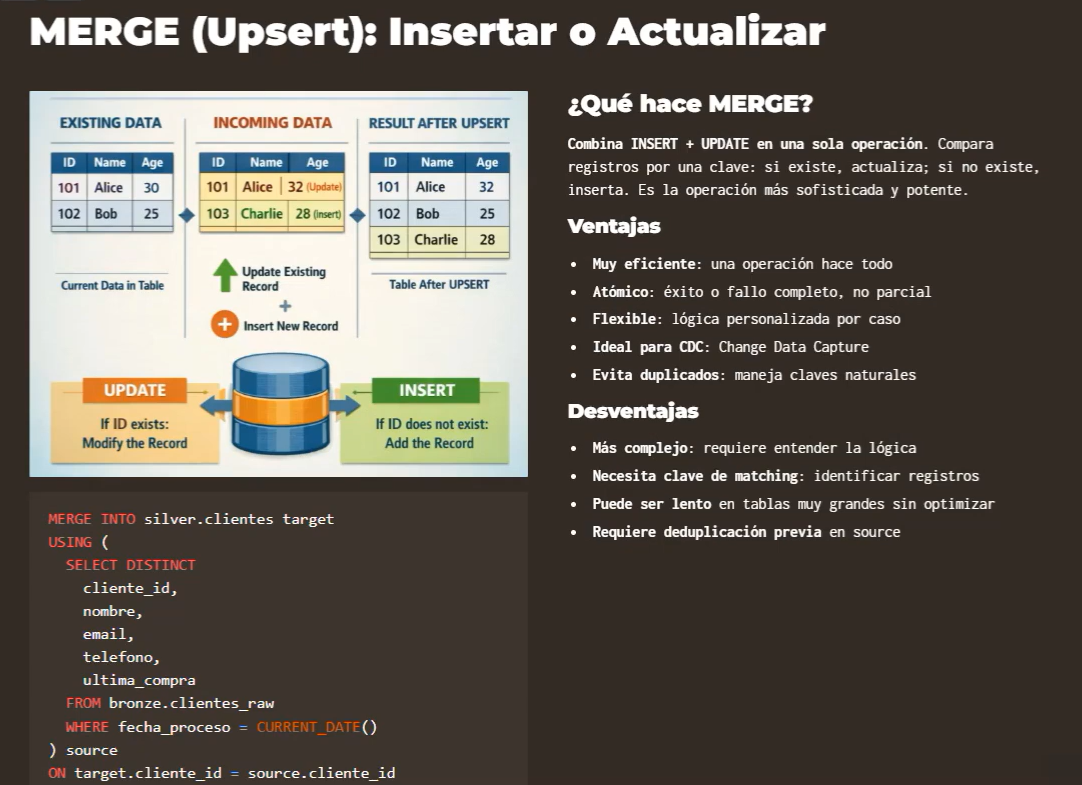 MERGE (Upsert): Insertar o Actualizar
EXISTING DATA
ID Name Age
101 Alice 30
102 Bob 25
Current Data in Table
INCOMING DATA
ID Name Age
101 Alice 32 (Update)
103 Charlie 28 (insert)
Update Existing
Record
+
Insert New Record
RESULT AFTER UPSERT
ID Name Age
101 Alice 32
102 Bob 25
103 Charlie 28
Table After UPSERT
UPDATE
If ID exists:
Modify the Record
INSERT
If ID does not exist:
Add the Record
MERGE INTO silver.clientes target
USING (
SELECT DISTINCT
cliente_id,
nombre,
email,
telefono,
ultima_compra
FROM bronze.clientes_raw
WHERE fecha_proceso = CURRENT_DATE()
) source
ON target.cliente_id = source.cliente_id
¿Qué hace MERGE?
Combina INSERT + UPDATE en una sola operación. Compara
registros por una clave: si existe, actualiza; si no existe,
inserta. Es la operación más sofisticada y potente.
Ventajas
• Muy eficiente: una operación hace todo
• Atómico: éxito o fallo completo, no parcial
• Flexible: lógica personalizada por caso
• Ideal para CDC: Change Data Capture
• Evita duplicados: maneja claves naturales
Desventajas
• Más complejo: requiere entender la lógica
• Necesita clave de matching: identificar registros
• Puede ser lento en tablas muy grandes sin optimizar
• Requiere deduplicación previa en source